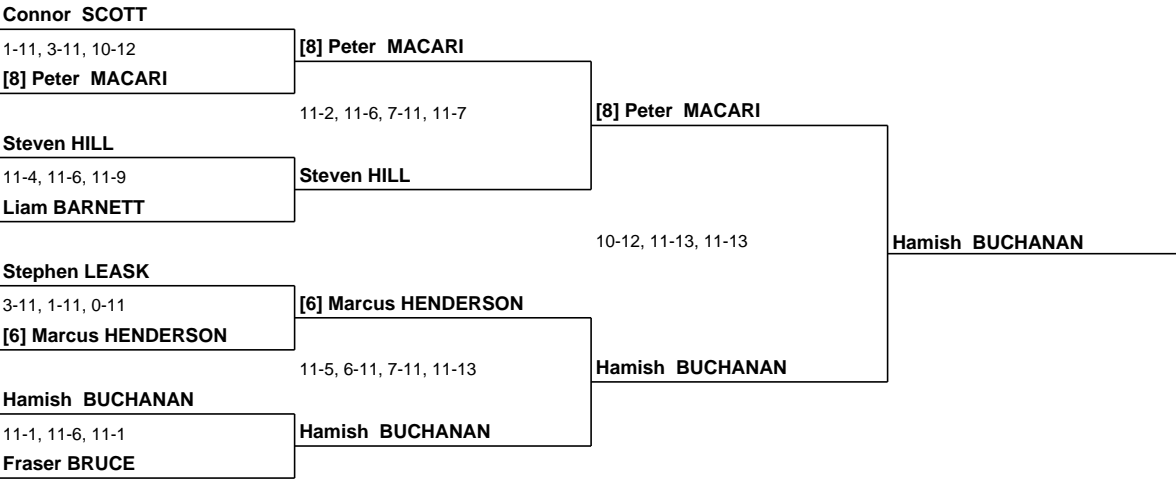 Connor SCOTT
1-11, 3-11, 10-12
[8] Peter MACARI
[8] Peter MACARI
11-2, 11-6, 7-11, 11-7
[8] Peter MACARI
Steven HILL
11-4, 11-6, 11-9
Steven HILL
Liam BARNETT
10-12, 11-13, 11-13
Hamish BUCHANAN
Stephen LEASK
3-11, 1-11, 0-11
[6] Marcus HENDERSON
[6] Marcus HENDERSON
11-5, 6-11, 7-11, 11-13
Hamish BUCHANAN
Hamish BUCHANAN
11-1, 11-6, 11-1
Hamish BUCHANAN
Fraser BRUCE